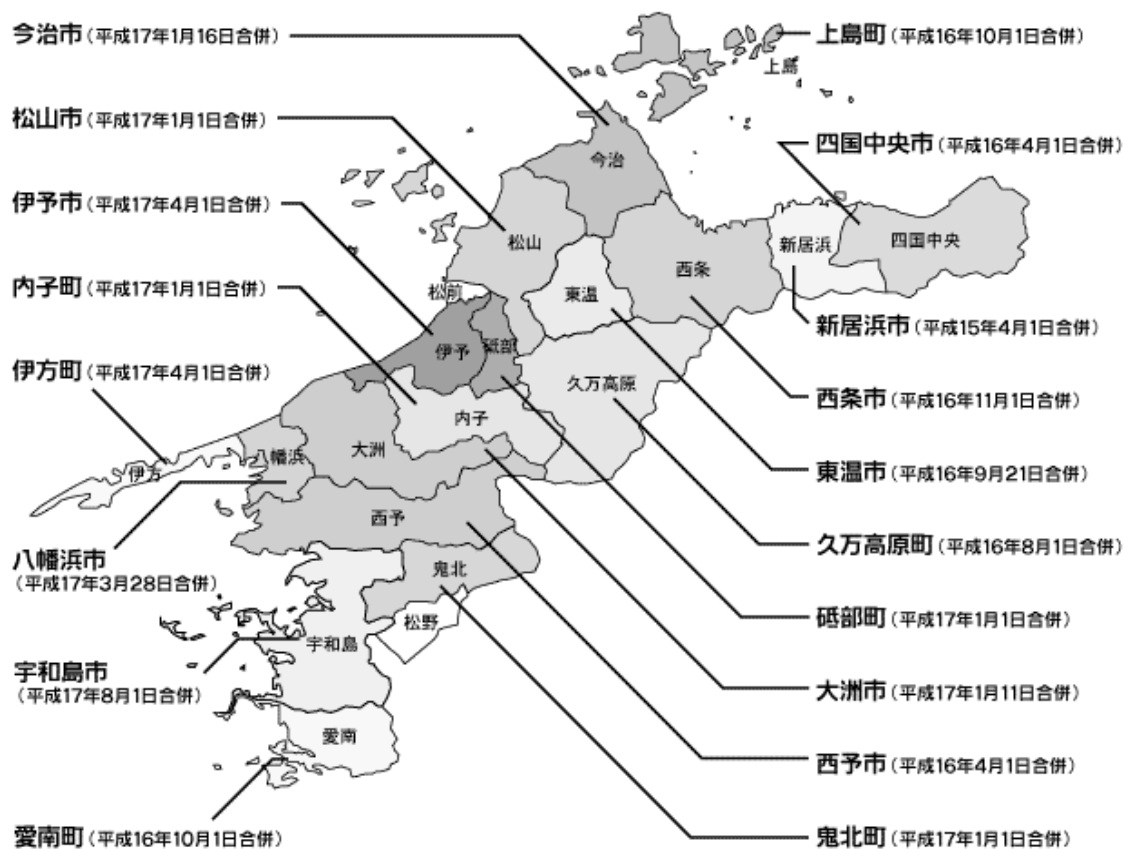 今治市(平成17年1月16日合併)
松山市(平成17年1月1日合併)
伊予市(平成17年4月1日合併)
内子町(平成17年1月1日合併)
伊方町(平成17年4月1日合併)
八幡浜市
(平成17年3月28日合併)
宇和島市
(平成17年8月1日合併)
愛南町(平成16年10月1日合併)
上島町(平成16年10月1日合併)
四国中央市(平成16年4月1日合併)
新居浜市(平成15年4月1日合併)
西条市(平成16年11月1日合併)
東温市(平成16年9月21日合併)
久万高原町(平成16年8月1日合併)
砥部町(平成17年1月1日合併)
大洲市(平成17年1月11日合併)
西予市(平成16年4月1日合併)
鬼北町(平成17年1月1日合併)
上島
今治
松山
西条
新居浜
四国中央
松前
東温
伊予
砥部
久万高原
内子
大洲
八幡浜
伊方
西予
鬼北
松野
宇和島
愛南